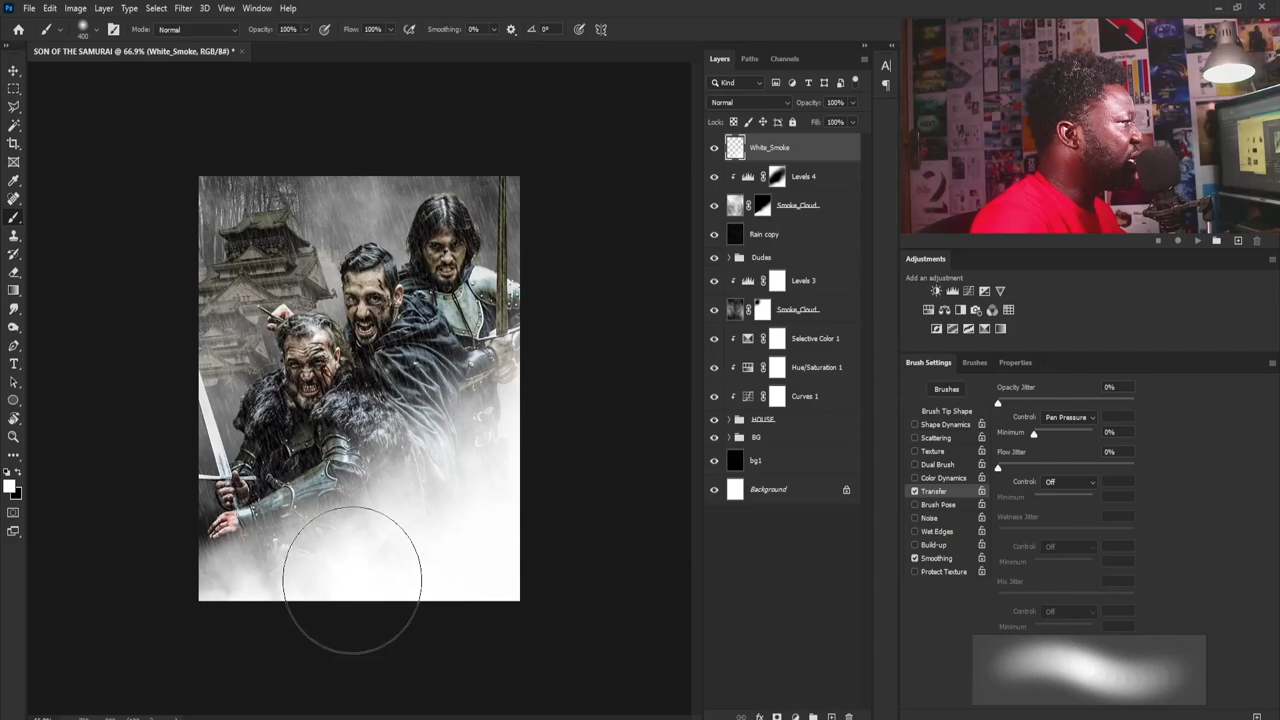 File Edit Image Layer Type Select Filter 3D View Window Help
400 Mode: Normal Opacity: 100% Flow: 100% Smoothing: 0% 0°
SON OF THE SAMURAI @ 66.9% (White_Smoke, RGB/8#) *
Layers Paths Channels
Kind
Normal Opacity: 100%
Lock: Fill: 100%
White_Smoke
Levels 4
Smoke_Cloud...
Rain copy
Dudes
Levels 3
Smoke_Cloud...
Selective Color 1
Hue/Saturation 1
Curves 1
HOUSE
BG
bg1
Background
Adjustments
Add an adjustment
Brush Settings Brushes Properties
Brushes
Brush Tip Shape
Shape Dynamics
Scattering
Texture
Dual Brush
Color Dynamics
Transfer
Brush Pose
Noise
Wet Edges
Build-up
Smoothing
Protect Texture
Opacity Jitter 0%
Control: Pen Pressure
Minimum 0%
Flow Jitter 0%
Control: Off
Minimum
Wetness Jitter
Control: Off
Minimum
Mix Jitter
Control: Off
Minimum